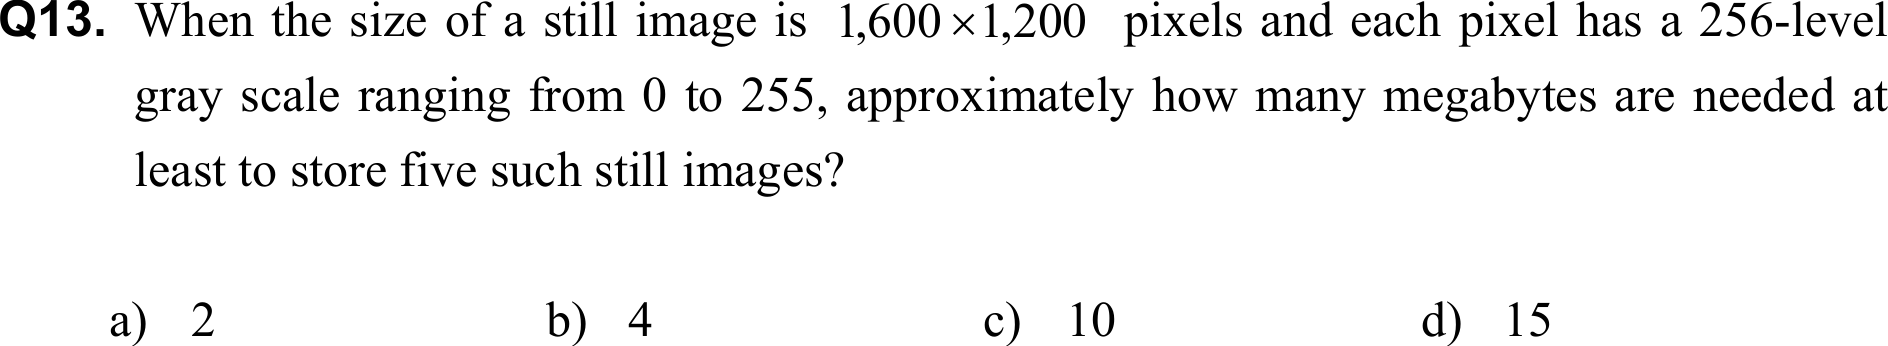 Q13. When the size of a still image is 1,600 × 1,200 pixels and each pixel has a 256-level
gray scale ranging from 0 to 255, approximately how many megabytes are needed at
least to store five such still images?
a) 2 b) 4 c) 10 d) 15